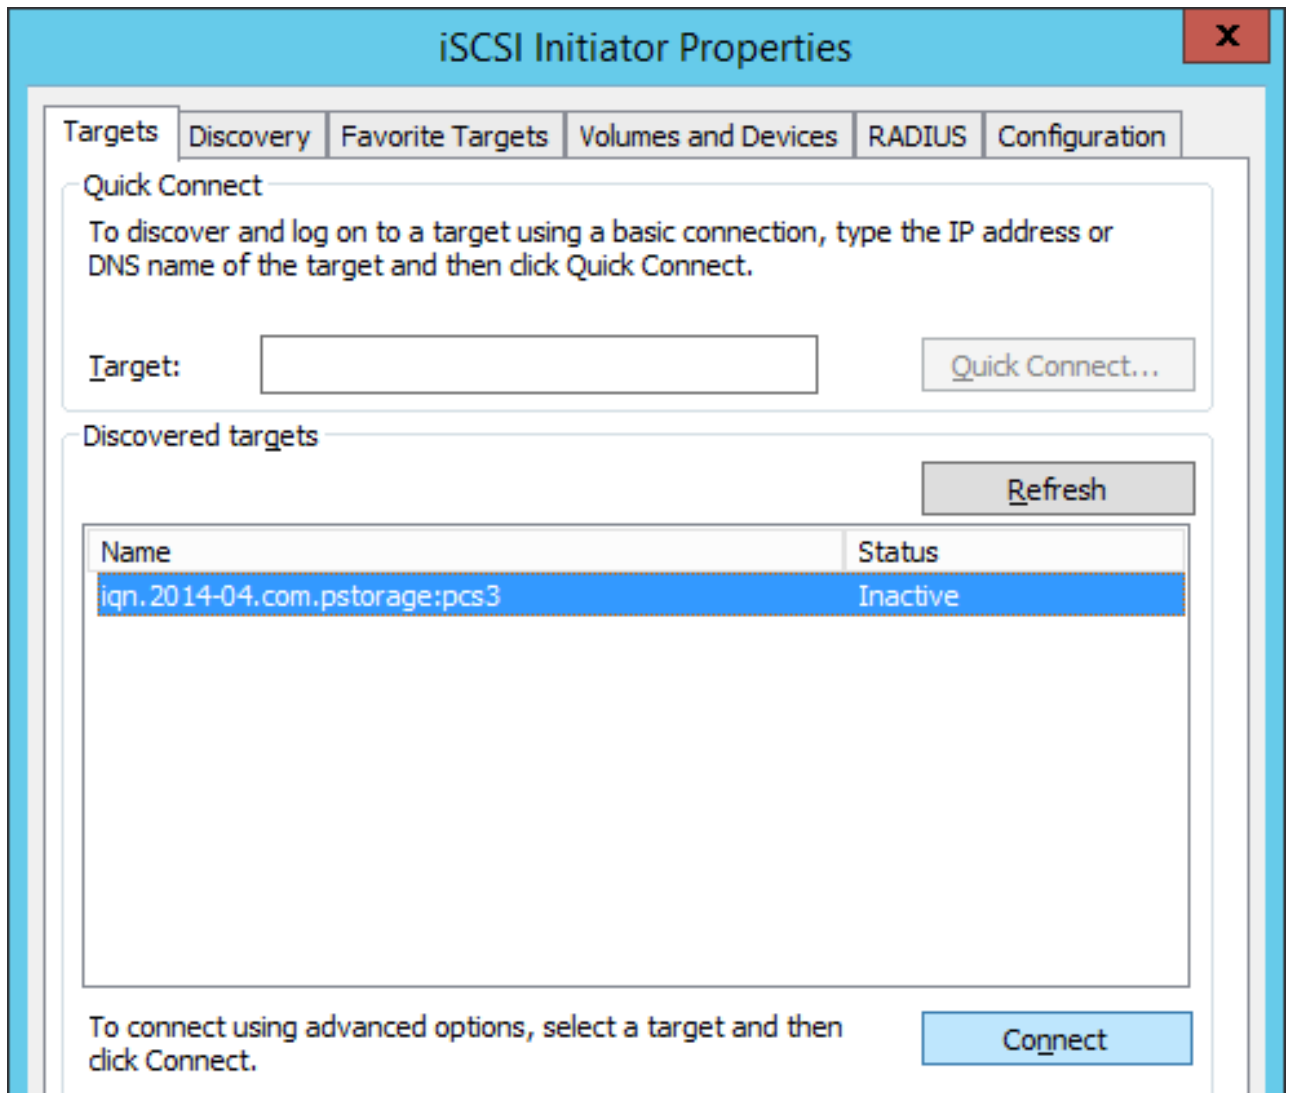 iSCSI Initiator Properties
x
Targets Discovery Favorite Targets Volumes and Devices RADIUS Configuration
Quick Connect
To discover and log on to a target using a basic connection, type the IP address or
DNS name of the target and then click Quick Connect.
Target: Quick Connect...
Discovered targets
Refresh
Name Status
iqn.2014-04.com.pstorage:pcs3 Inactive
To connect using advanced options, select a target and then
click Connect.
Connect